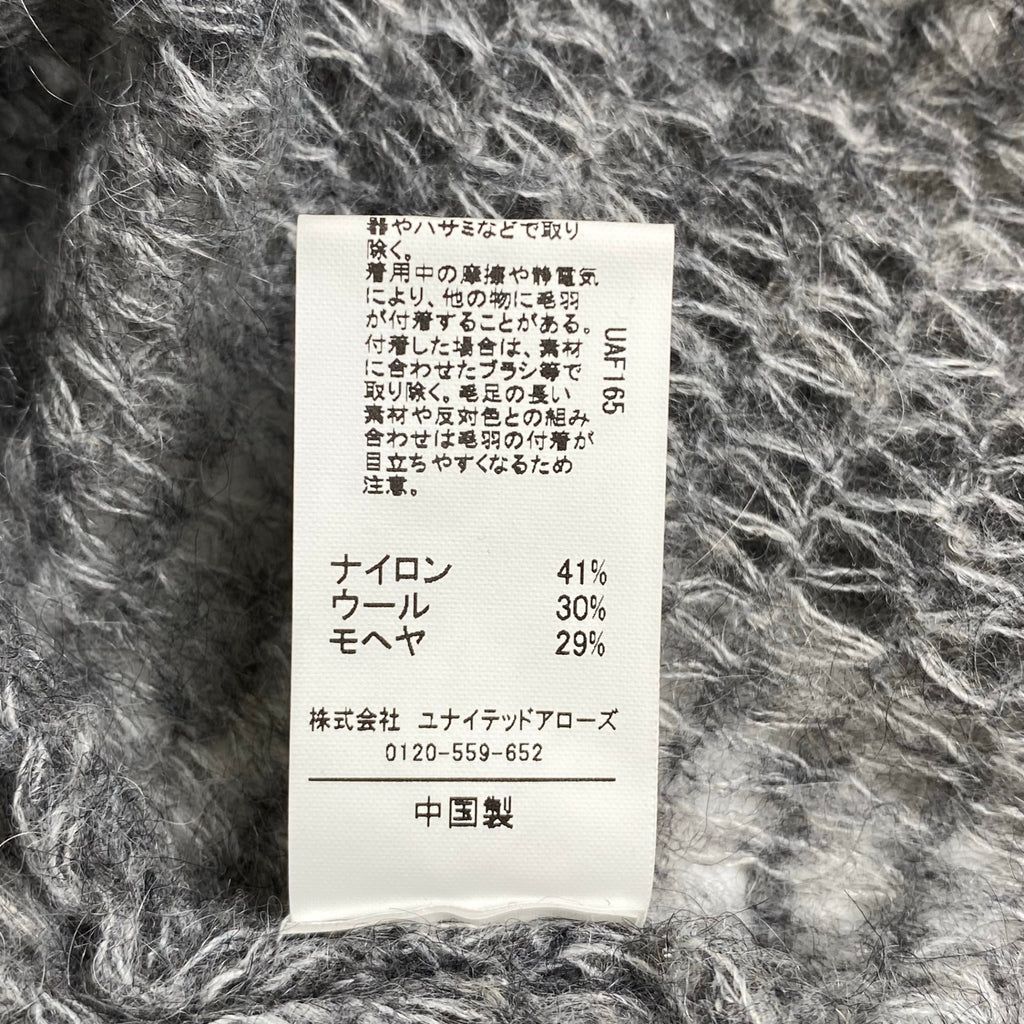 器やハサミなどで取り
除く。
着用中の摩擦や静電気
により、他の物に毛羽
が付着することがある。
付着した場合は、素材
に合わせたブラシ等で
取り除く。毛足の長い
素材や反対色との組み
合わせは毛羽の付着が
目立ちやすくなるため
注意。
UAF165
ナイロン 41%
ウール 30%
モヘヤ 29%
株式会社 ユナイテッドアローズ
0120-559-652
中国製